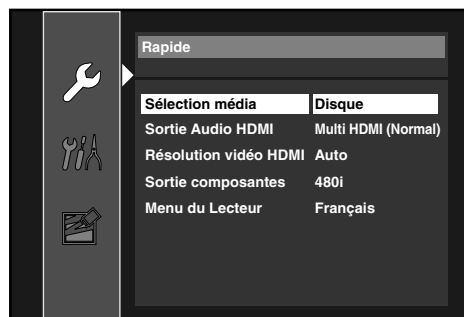 Rapide
Sélection média Disque
Sortie Audio HDMI Multi HDMI (Normal)
Résolution vidéo HDMI Auto
Sortie composantes 480i
Menu du Lecteur Français